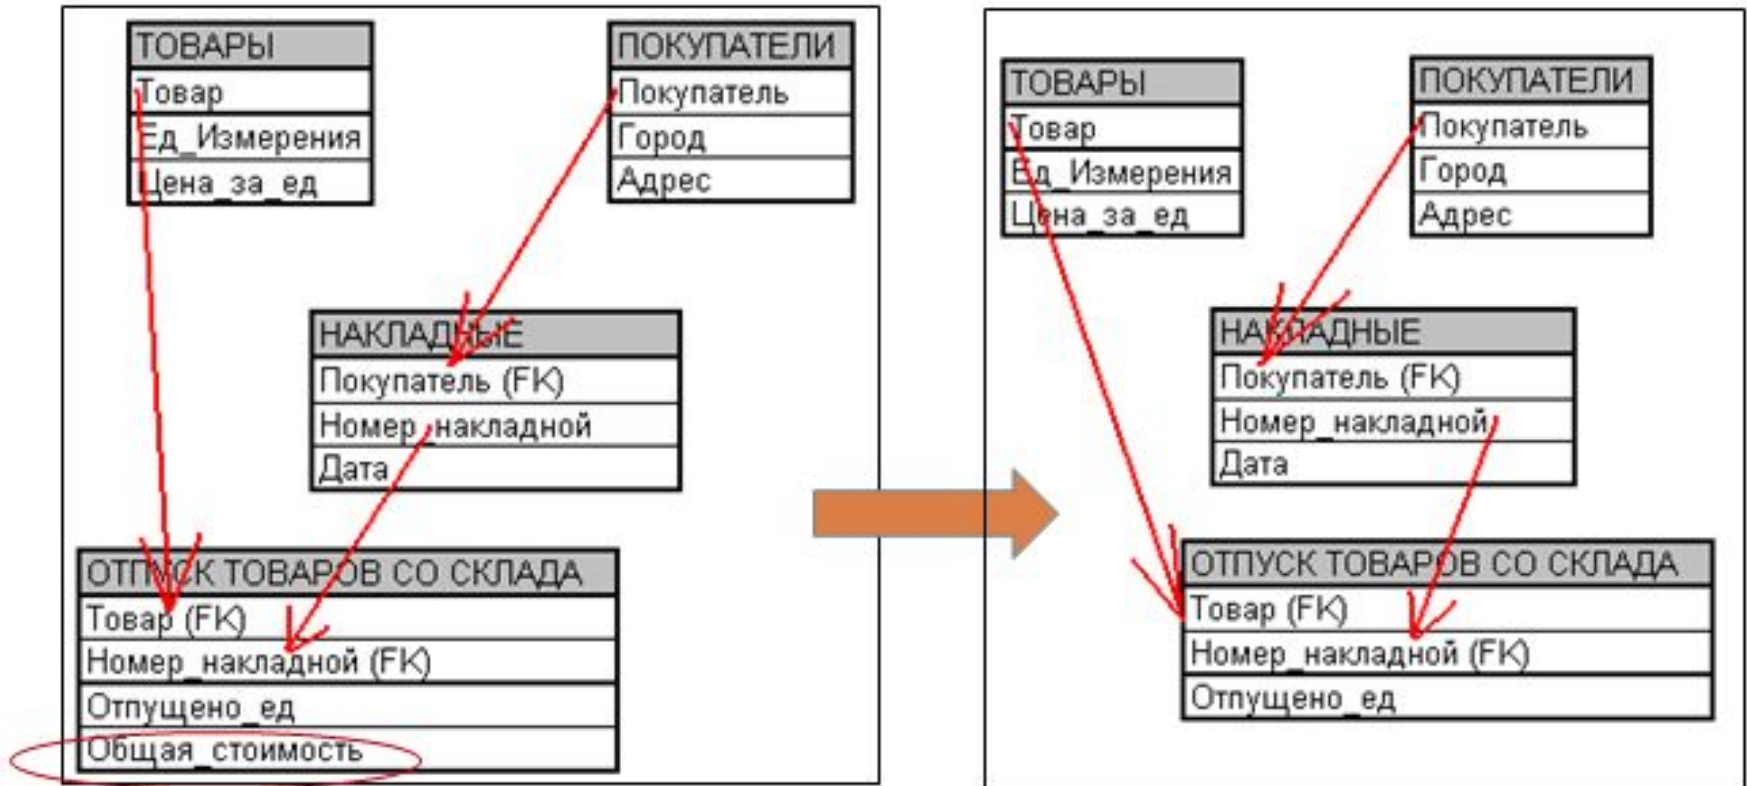 ТОВАРЫ
Товар
Ед_Измерения
Цена_за_ед
ПОКУПАТЕЛИ
Покупатель
Город
Адрес
НАКЛАДНЫЕ
Покупатель (FK)
Номер_накладной
Дата
ОТПУСК ТОВАРОВ СО СКЛАДА
Товар (FK)
Номер_накладной (FK)
Отпущено_ед
Общая_стоимость
ТОВАРЫ
Товар
Ед_Измерения
Цена_за_ед
ПОКУПАТЕЛИ
Покупатель
Город
Адрес
НАКЛАДНЫЕ
Покупатель (FK)
Номер_накладной
Дата
ОТПУСК ТОВАРОВ СО СКЛАДА
Товар (FK)
Номер_накладной (FK)
Отпущено_ед